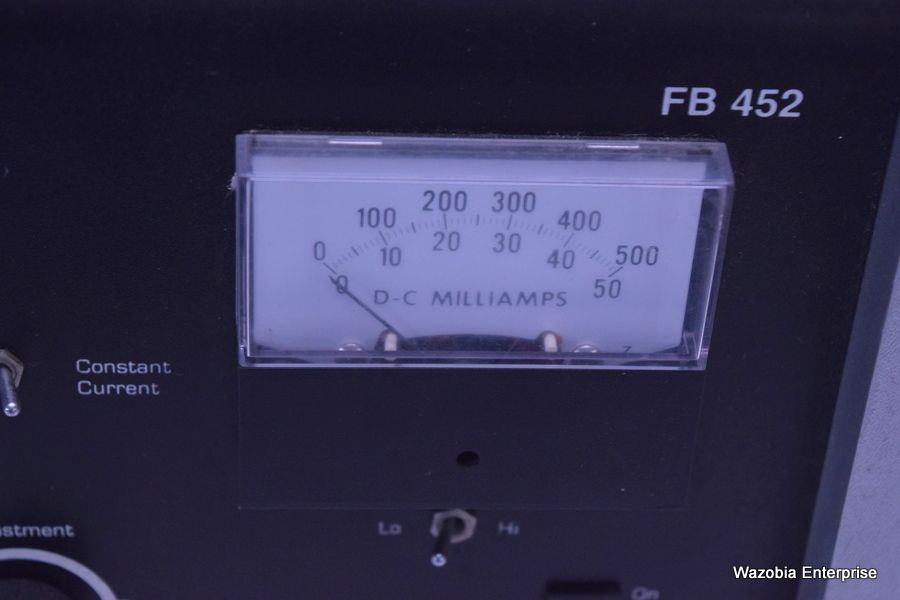 FB 452
0 100 200 300 400 500
0 10 20 30 40 50
D-C MILLIAMPS
Constant
Current
Lo Hi
stment
On
Wazobia Enterprise